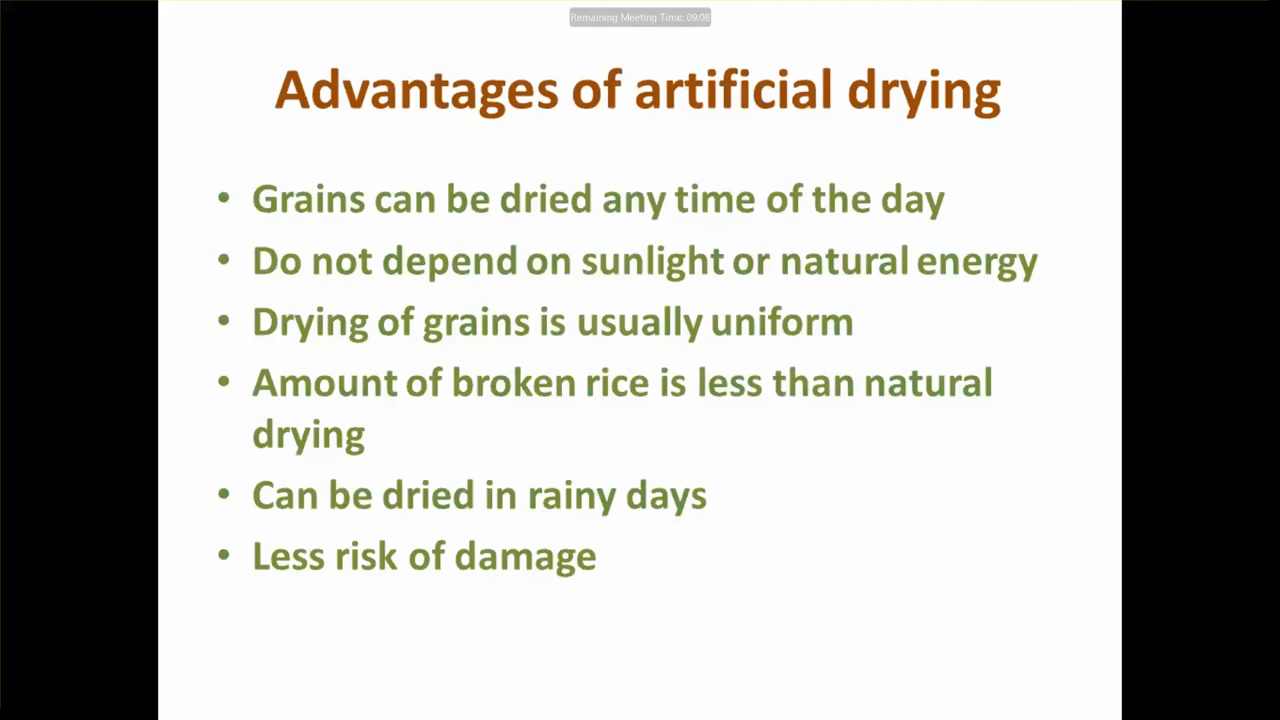 Remaining Meeting Time: 09:08
Advantages of artificial drying
• Grains can be dried any time of the day
• Do not depend on sunlight or natural energy
• Drying of grains is usually uniform
• Amount of broken rice is less than natural
drying
• Can be dried in rainy days
• Less risk of damage